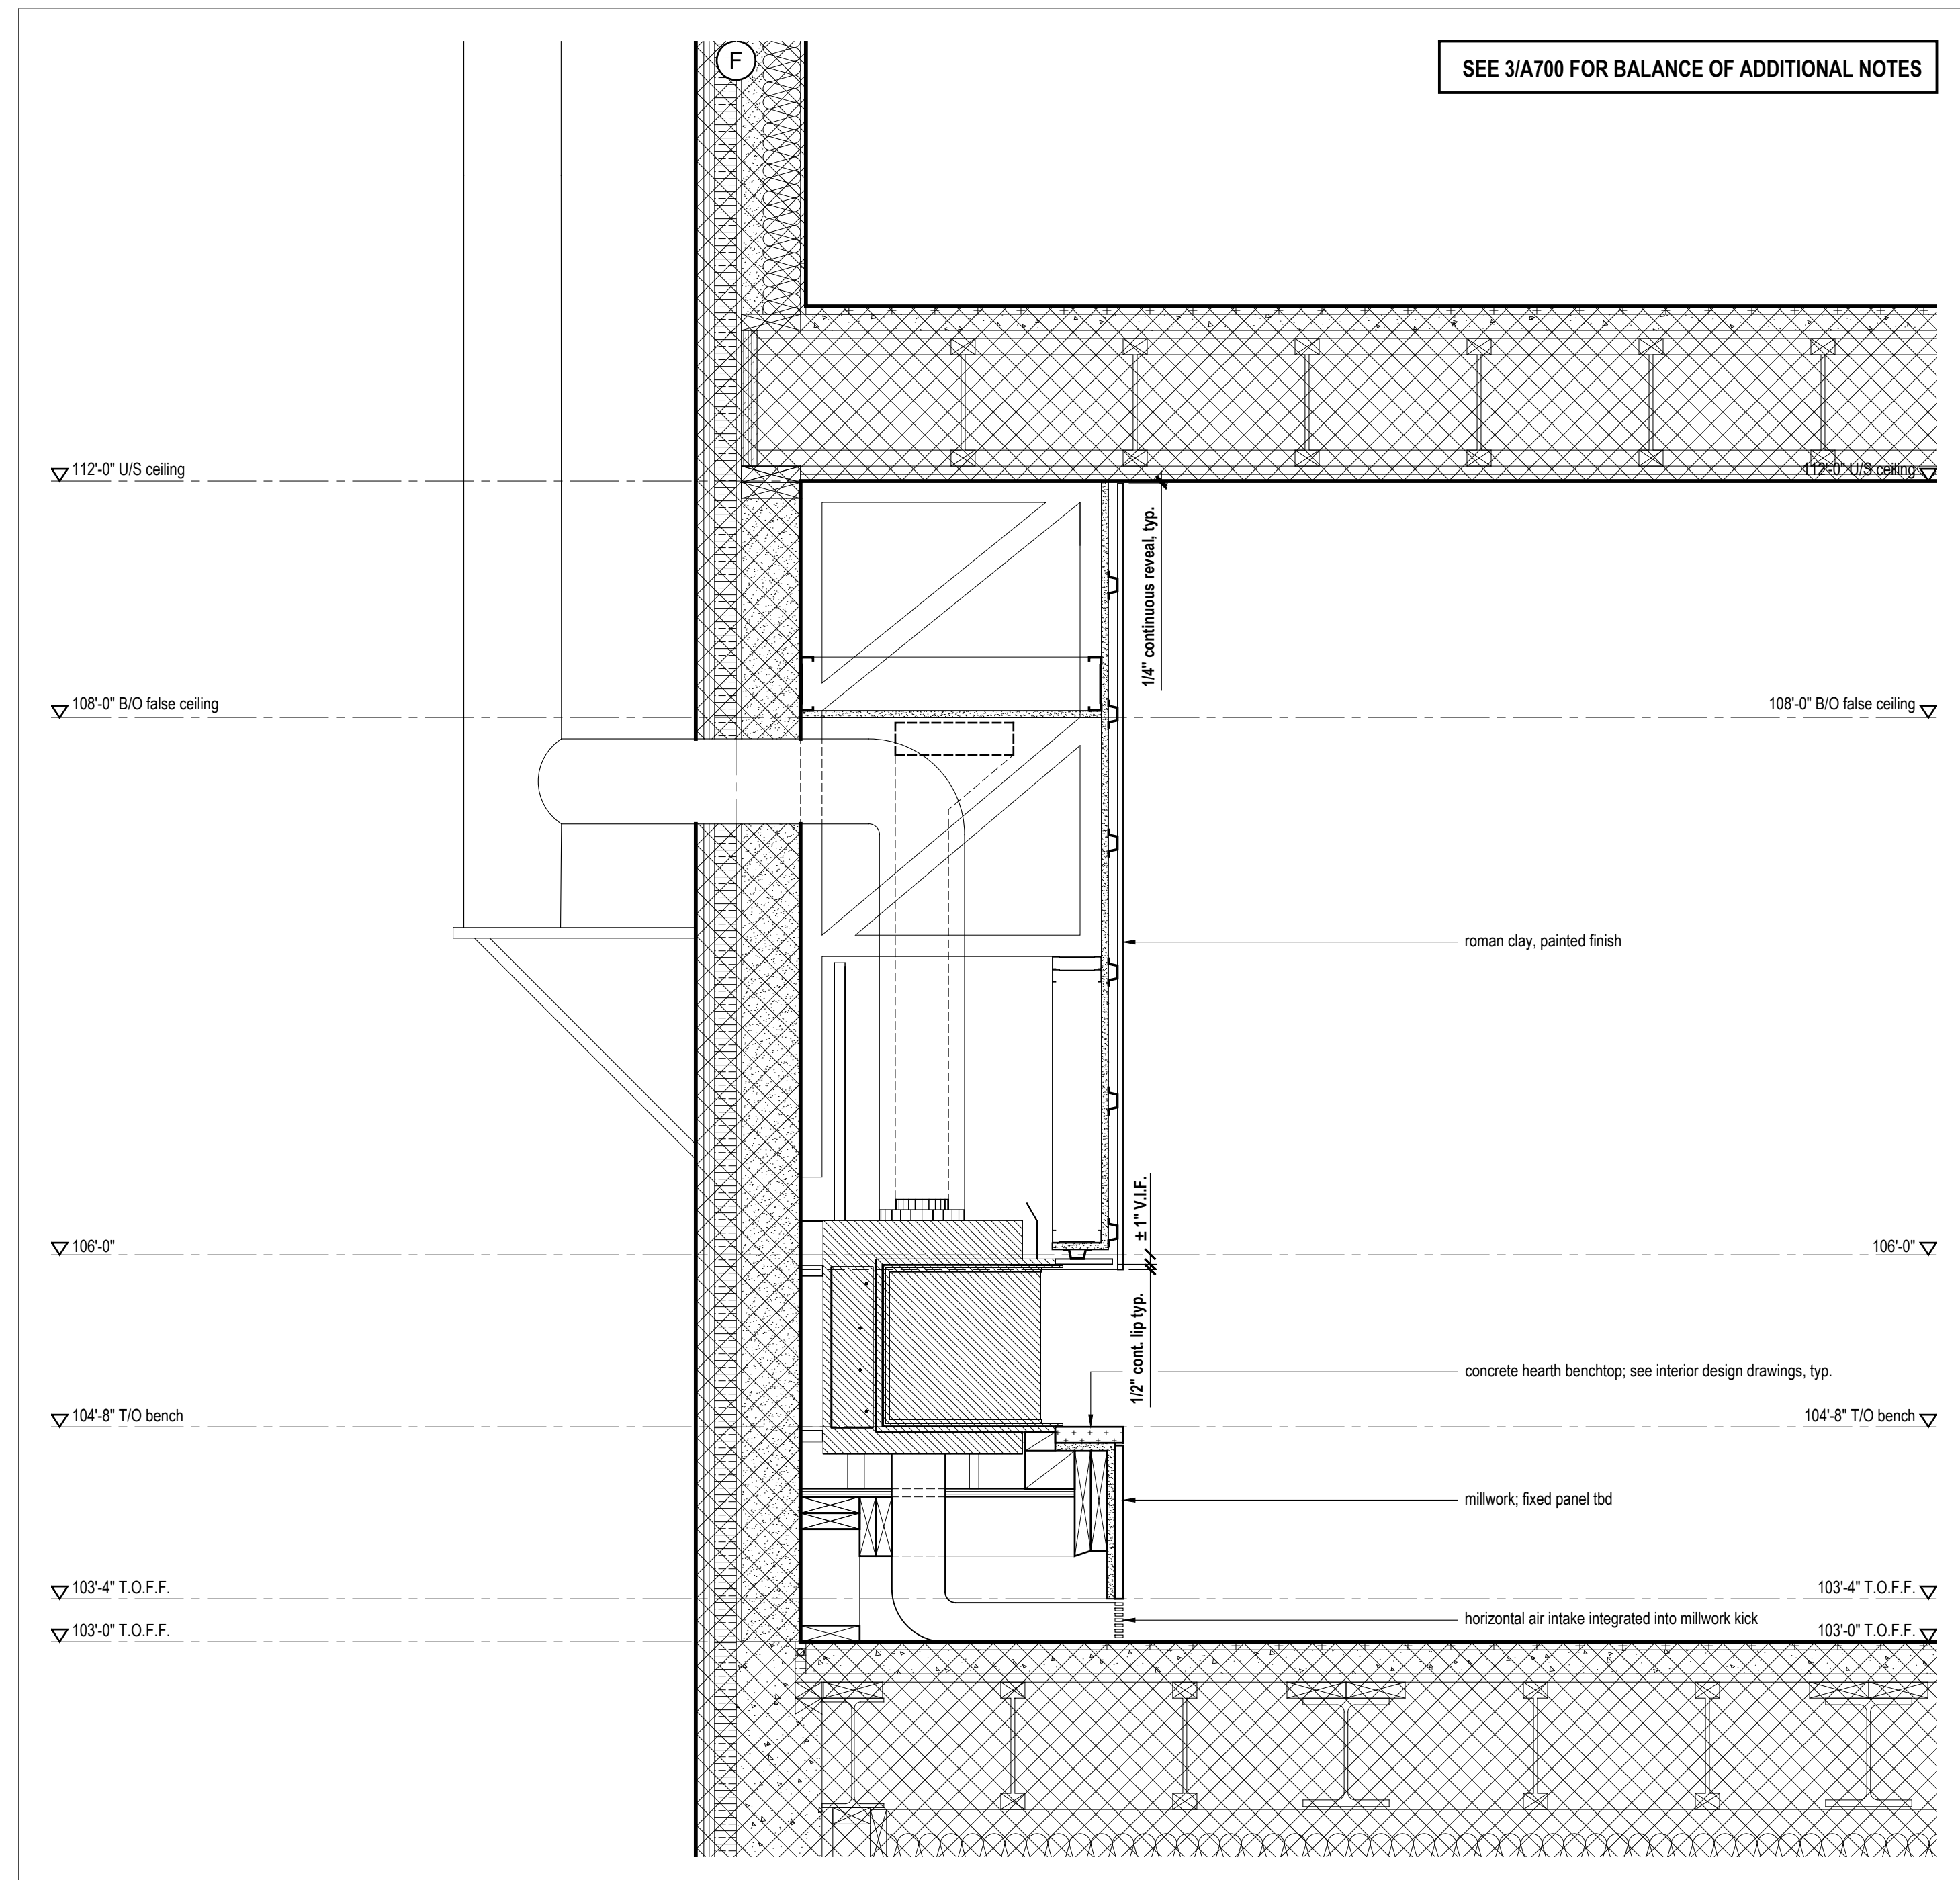 F
SEE 3/A700 FOR BALANCE OF ADDITIONAL NOTES
112'-0" U/S ceiling
112'-0" U/S ceiling
1/4" continuous reveal, typ.
108'-0" B/O false ceiling
108'-0" B/O false ceiling
roman clay, painted finish
± 1" V.I.F.
106'-0"
106'-0"
1/2" cont. lip typ.
concrete hearth benchtop; see interior design drawings, typ.
104'-8" T/O bench
104'-8" T/O bench
millwork; fixed panel tbd
103'-4" T.O.F.F.
103'-4" T.O.F.F.
horizontal air intake integrated into millwork kick
103'-0" T.O.F.F.
103'-0" T.O.F.F.